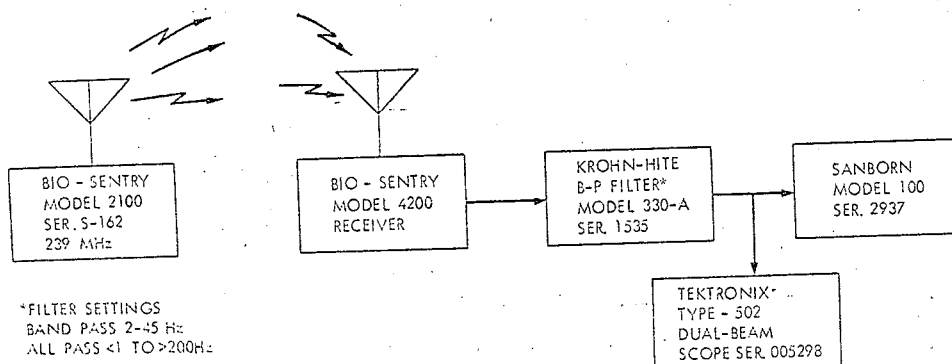 BIO - SENTRY
MODEL 2100
SER. S-162
239 MHz
BIO - SENTRY
MODEL 4200
RECEIVER
KROHN-HITE
B-P FILTER*
MODEL 330-A
SER. 1535
SANBORN
MODEL 100
SER. 2937
TEKTRONIX
TYPE - 502
DUAL-BEAM
SCOPE SER. 005298
*FILTER SETTINGS
BAND PASS 2-45 Hz
ALL PASS <1 TO >200Hz